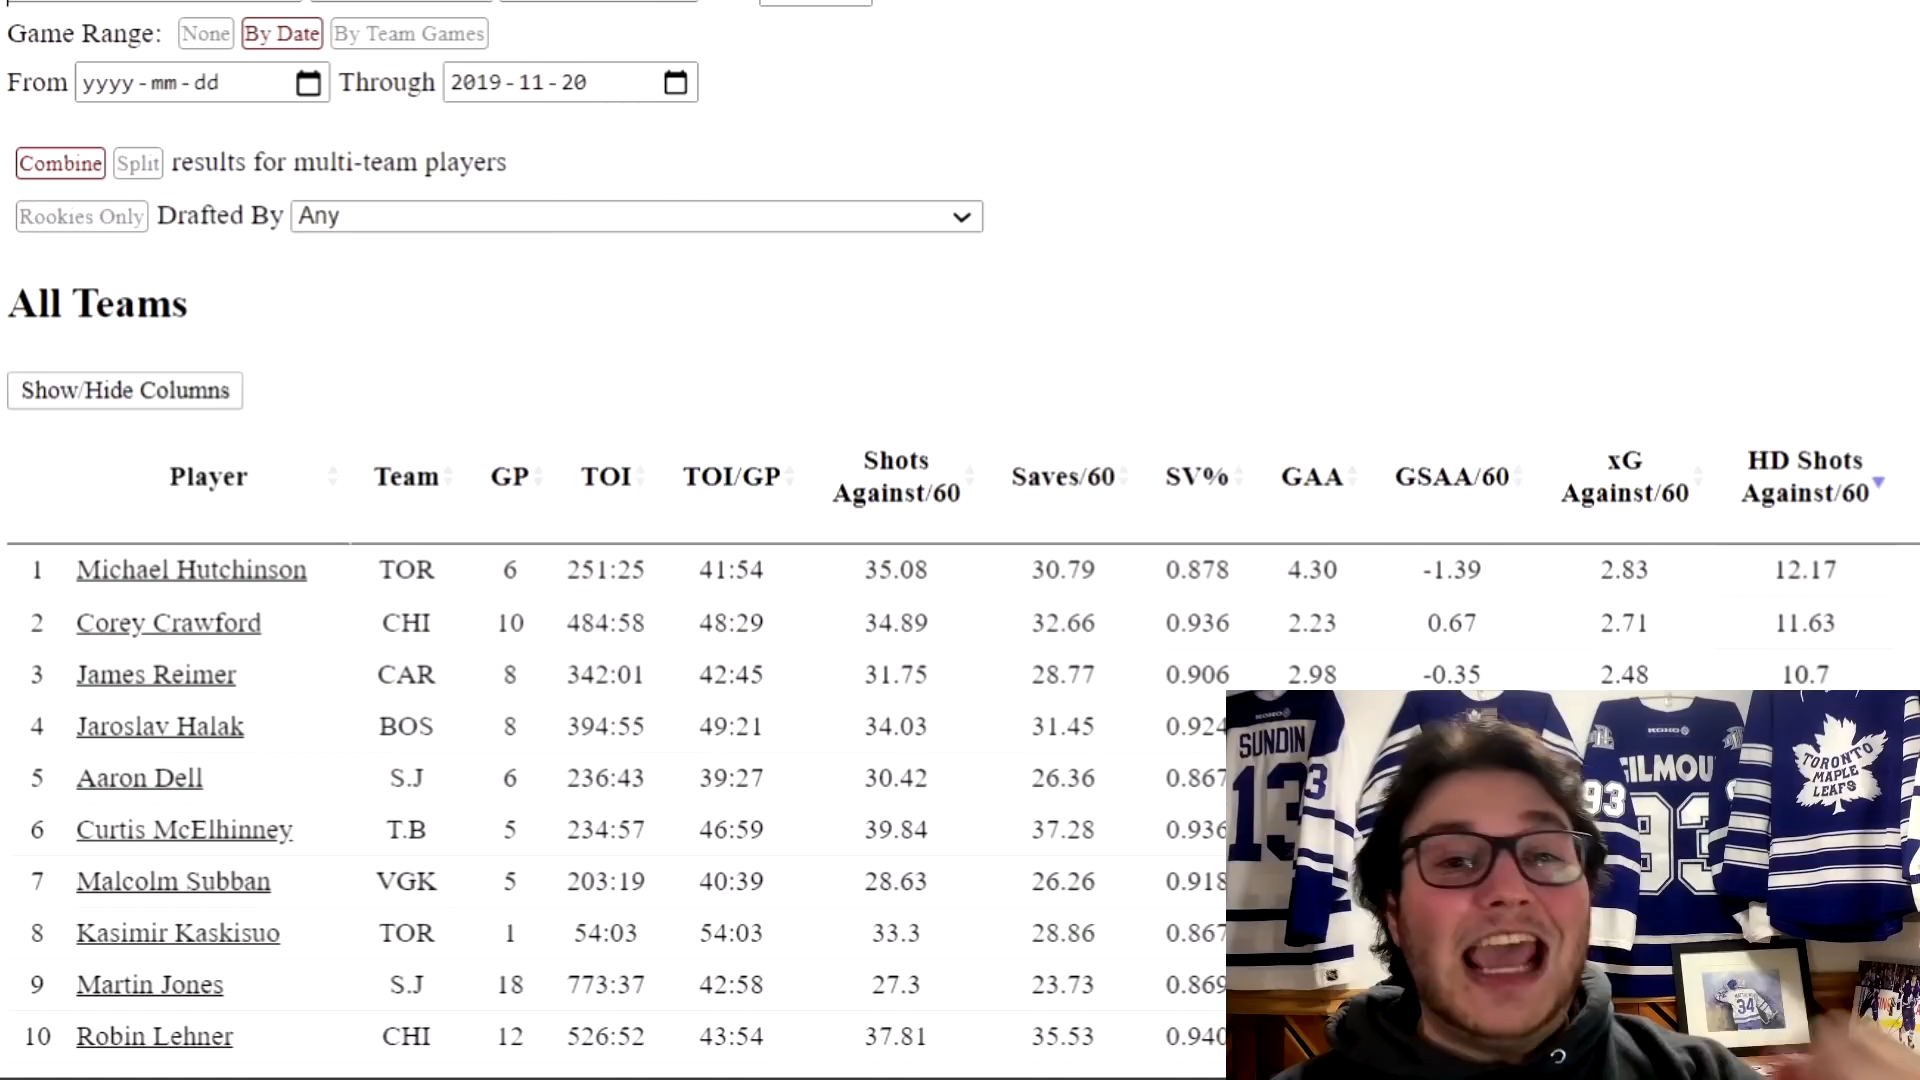 Game Range: None By Date By Team Games
From yyyy-mm-dd Through 2019-11-20
Combine Split results for multi-team players
Rookies Only Drafted By Any
All Teams
Show/Hide Columns
Player Team GP TOI TOI/GP Shots Against/60 Saves/60 SV% GAA GSAA/60 xG Against/60 HD Shots Against/60
1 Michael Hutchinson TOR 6 251:25 41:54 35.08 30.79 0.878 4.30 -1.39 2.83 12.17
2 Corey Crawford CHI 10 484:58 48:29 34.89 32.66 0.936 2.23 0.67 2.71 11.63
3 James Reimer CAR 8 342:01 42:45 31.75 28.77 0.906 2.98 -0.35 2.48 10.7
4 Jaroslav Halak BOS 8 394:55 49:21 34.03 31.45 0.924
5 Aaron Dell S.J 6 236:43 39:27 30.42 26.36 0.867
6 Curtis McElhinney T.B 5 234:57 46:59 39.84 37.28 0.936
7 Malcolm Subban VGK 5 203:19 40:39 28.63 26.26 0.918
8 Kasimir Kaskisuo TOR 1 54:03 54:03 33.3 28.86 0.867
9 Martin Jones S.J 18 773:37 42:58 27.3 23.73 0.869
10 Robin Lehner CHI 12 526:52 43:54 37.81 35.53 0.940
KOHO
SUNDIN
13
3
KOHO
GILMOU
93
93
TORONTO
MAPLE
LEAFS
34